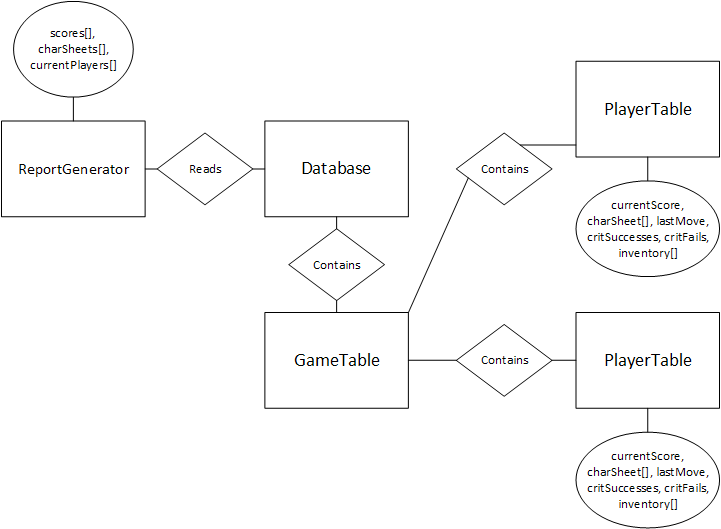 scores[],
charSheets[],
currentPlayers[]
ReportGenerator
Reads
Database
Contains
GameTable
Contains
PlayerTable
currentScore,
charSheet[], lastMove,
critSuccesses, critFails,
inventory[]
Contains
PlayerTable
currentScore,
charSheet[], lastMove,
critSuccesses, critFails,
inventory[]